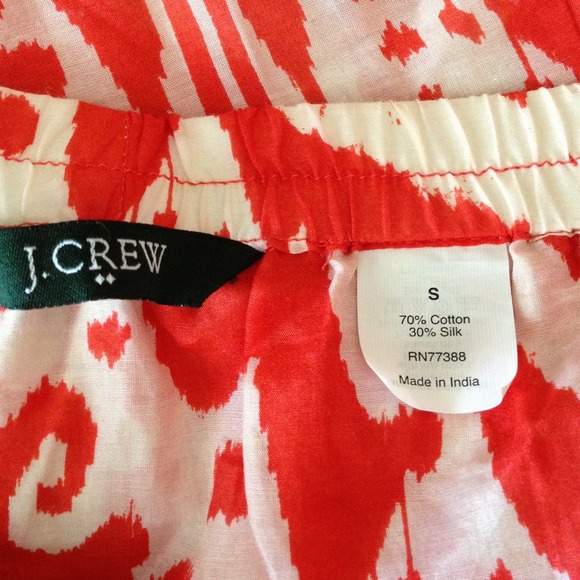 J.CREW
S
70% Cotton
30% Silk
RN77388
Made in India